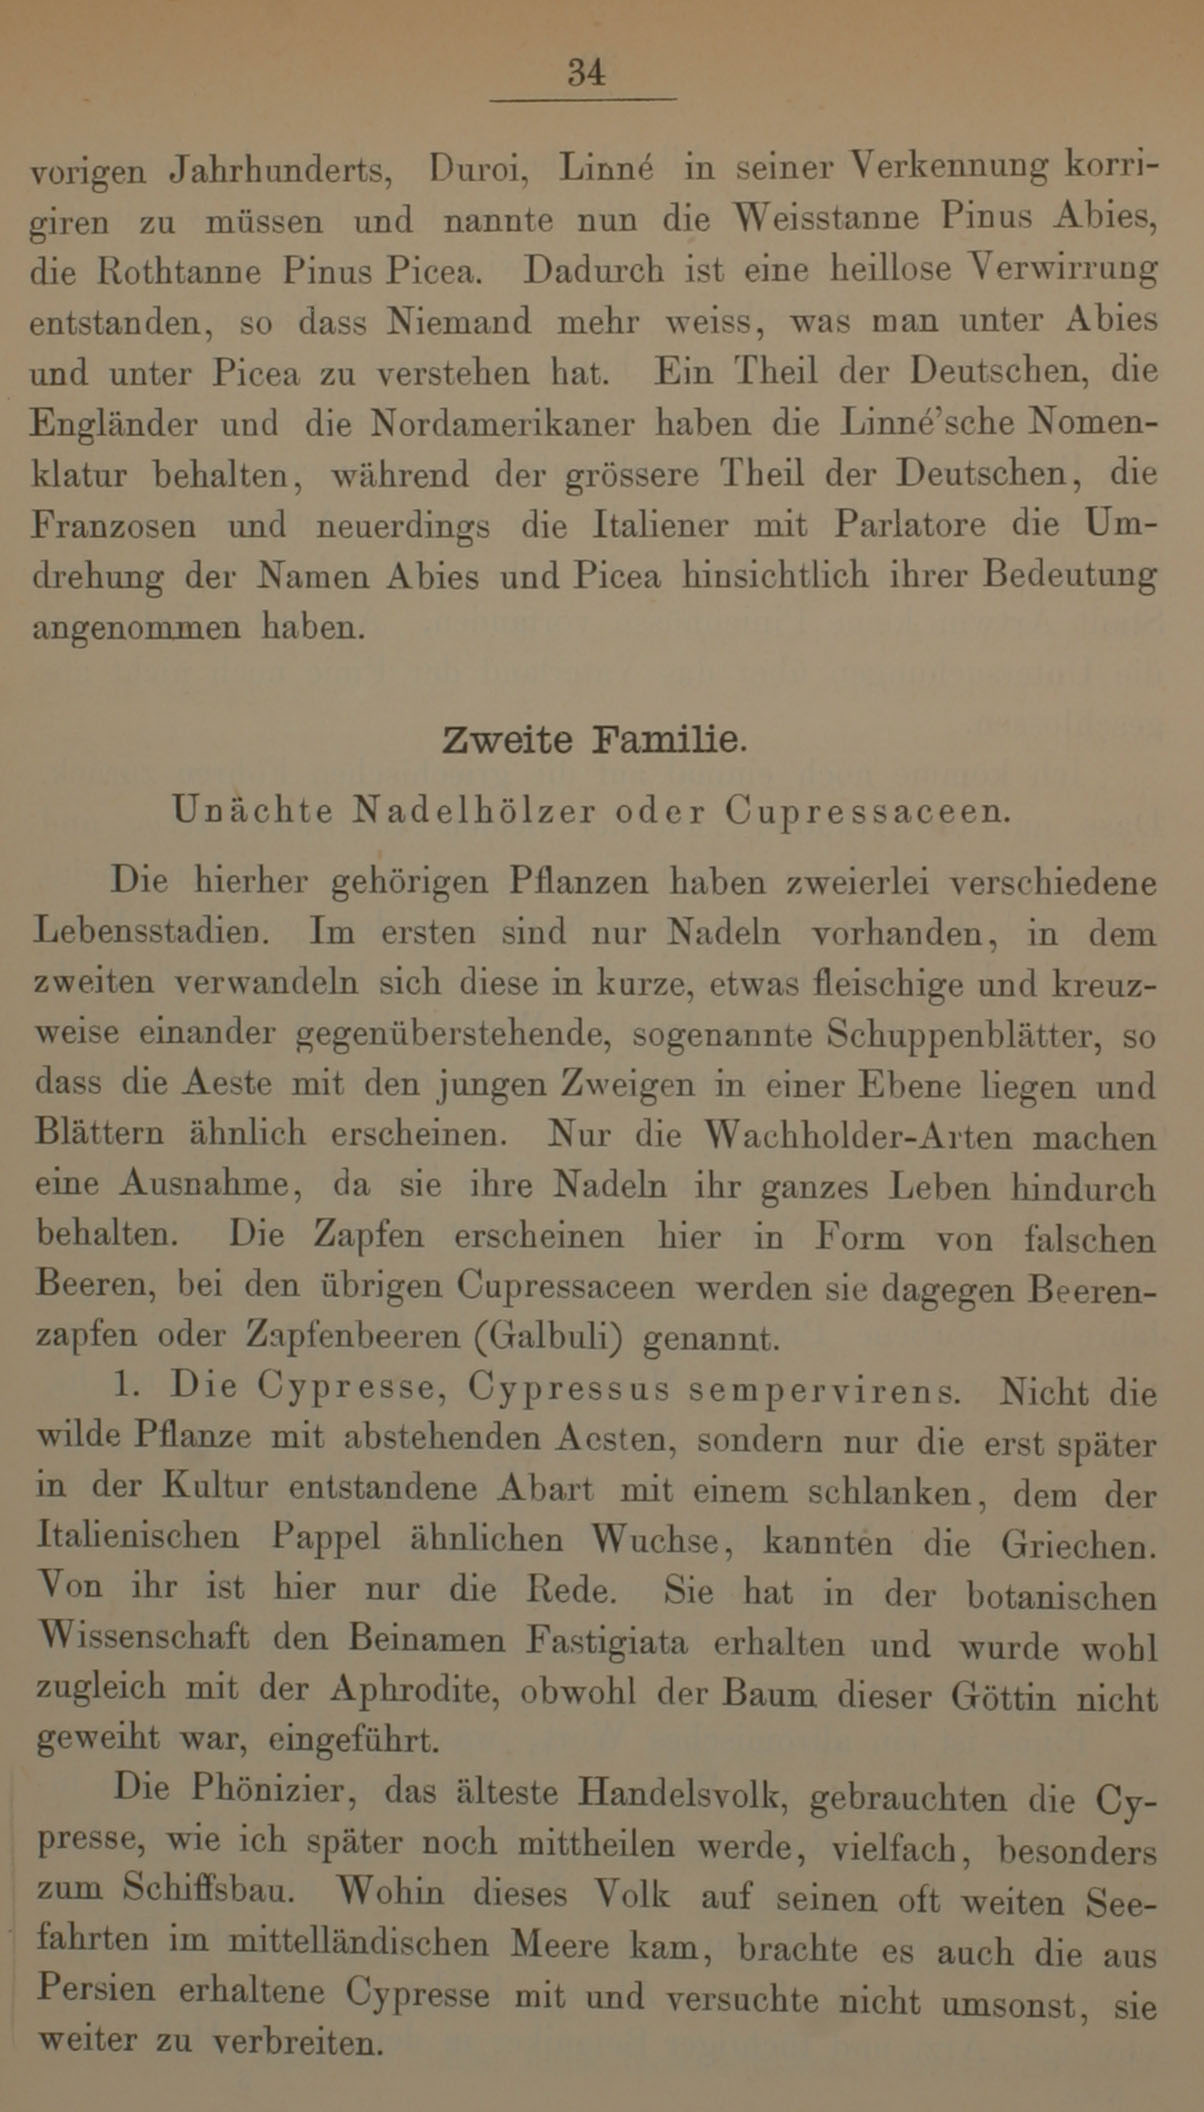 34
vorigen Jahrhunderts, Duroi, Linné in seiner Verkennung korri-
giren zu müssen und nannte nun die Weisstanne Pinus Abies,
die Rothtanne Pinus Picea. Dadurch ist eine heillose Verwirrung
entstanden, so dass Niemand mehr weiss, was man unter Abies
und unter Picea zu verstehen hat. Ein Theil der Deutschen, die
Engländer und die Nordamerikaner haben die Linné'sche Nomen-
klatur behalten, während der grössere Theil der Deutschen, die
Franzosen und neuerdings die Italiener mit Parlatore die Um-
drehung der Namen Abies und Picea hinsichtlich ihrer Bedeutung
angenommen haben.
Zweite Familie.
Unächte Nadelhölzer oder Cupressaceen.
Die hierher gehörigen Pflanzen haben zweierlei verschiedene
Lebensstadien. Im ersten sind nur Nadeln vorhanden, in dem
zweiten verwandeln sich diese in kurze, etwas fleischige und kreuz-
weise einander gegenüberstehende, sogenannte Schuppenblätter, so
dass die Aeste mit den jungen Zweigen in einer Ebene liegen und
Blättern ähnlich erscheinen. Nur die Wachholder-Arten machen
eine Ausnahme, da sie ihre Nadeln ihr ganzes Leben hindurch
behalten. Die Zapfen erscheinen hier in Form von falschen
Beeren, bei den übrigen Cupressaceen werden sie dagegen Beeren-
zapfen oder Zapfenbeeren (Galbuli) genannt.
1. Die Cypresse, Cypressus sempervirens. Nicht die
wilde Pflanze mit abstehenden Aesten, sondern nur die erst später
in der Kultur entstandene Abart mit einem schlanken, dem der
Italienischen Pappel ähnlichen Wuchse, kannten die Griechen.
Von ihr ist hier nur die Rede. Sie hat in der botanischen
Wissenschaft den Beinamen Fastigiata erhalten und wurde wohl
zugleich mit der Aphrodite, obwohl der Baum dieser Göttin nicht
geweiht war, eingeführt.
Die Phönizier, das älteste Handelsvolk, gebrauchten die Cy-
presse, wie ich später noch mittheilen werde, vielfach, besonders
zum Schiffsbau. Wohin dieses Volk auf seinen oft weiten See-
fahrten im mittelländischen Meere kam, brachte es auch die aus
Persien erhaltene Cypresse mit und versuchte nicht umsonst, sie
weiter zu verbreiten.